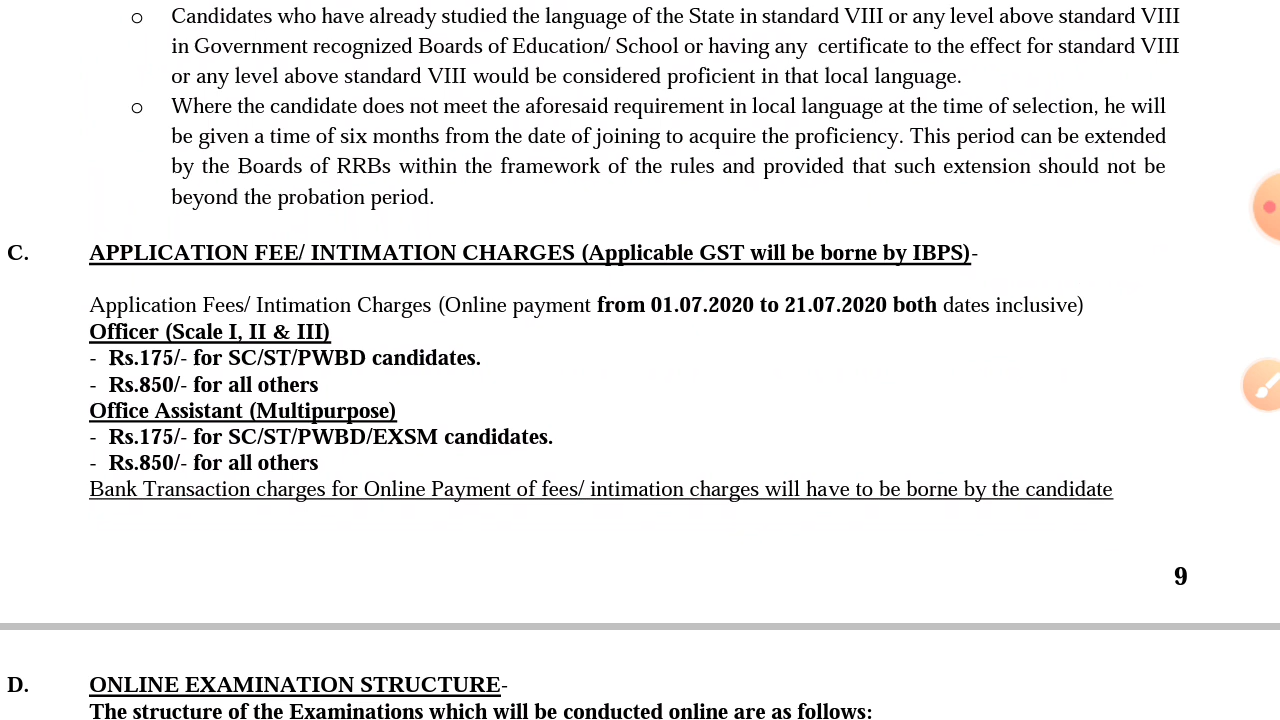 o Candidates who have already studied the language of the State in standard VIII or any level above standard VIII
in Government recognized Boards of Education/ School or having any certificate to the effect for standard VIII
or any level above standard VIII would be considered proficient in that local language.
o Where the candidate does not meet the aforesaid requirement in local language at the time of selection, he will
be given a time of six months from the date of joining to acquire the proficiency. This period can be extended
by the Boards of RRBs within the framework of the rules and provided that such extension should not be
beyond the probation period.
C. APPLICATION FEE/ INTIMATION CHARGES (Applicable GST will be borne by IBPS)-
Application Fees/ Intimation Charges (Online payment from 01.07.2020 to 21.07.2020 both dates inclusive)
Officer (Scale I, II & III)
- Rs.175/- for SC/ST/PWBD candidates.
- Rs.850/- for all others
Office Assistant (Multipurpose)
- Rs.175/- for SC/ST/PWBD/EXSM candidates.
- Rs.850/- for all others
Bank Transaction charges for Online Payment of fees/ intimation charges will have to be borne by the candidate
9
D. ONLINE EXAMINATION STRUCTURE-
The structure of the Examinations which will be conducted online are as follows: